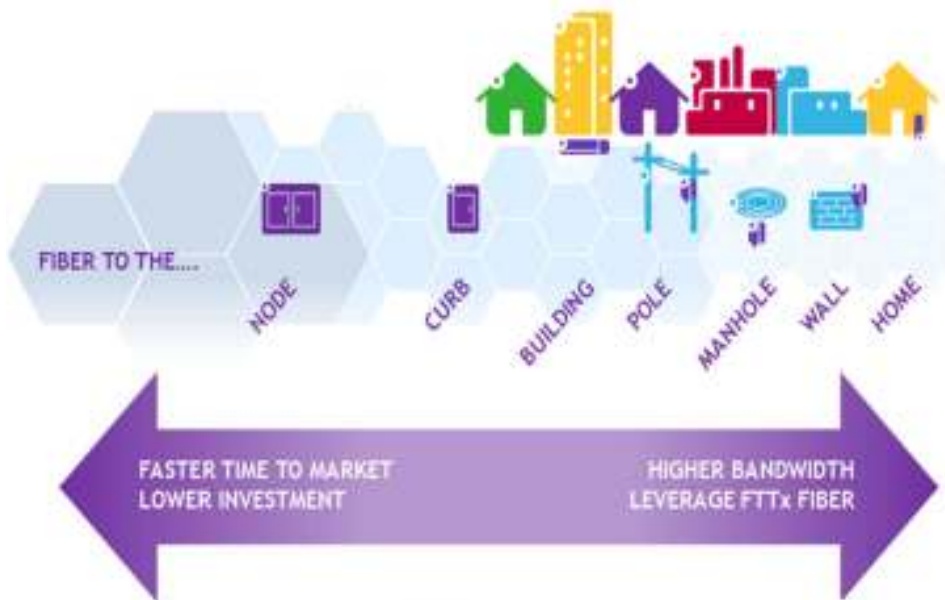 FIBER TO THE....
NODE
CURB
BUILDING
POLE
MANHOLE
WALL
HOME
FASTER TIME TO MARKET
LOWER INVESTMENT
HIGHER BANDWIDTH
LEVERAGE FTTx FIBER